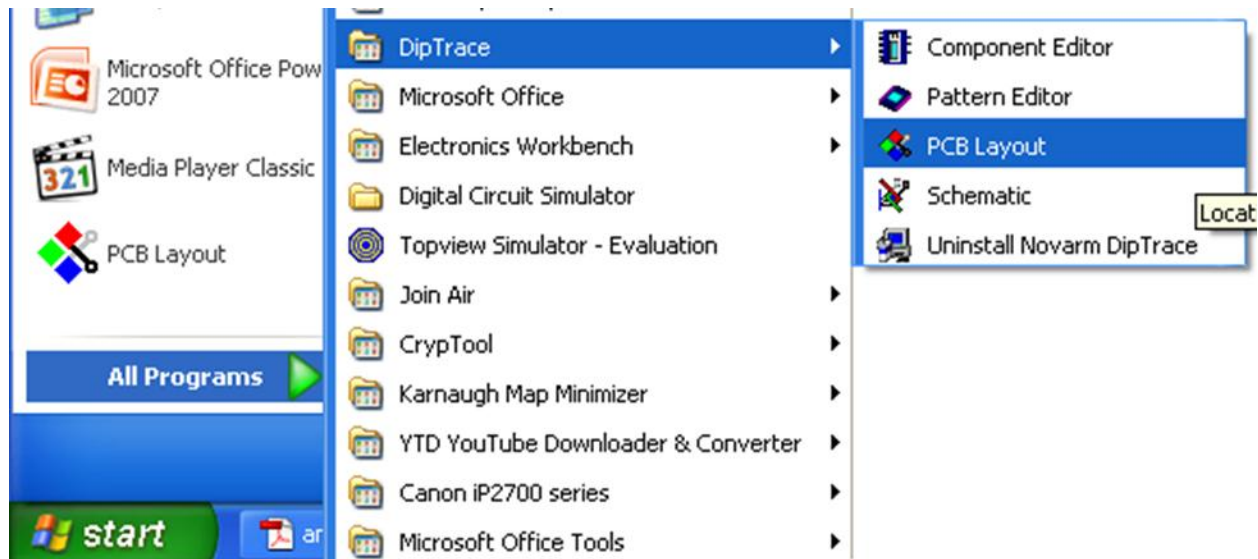 Microsoft Office Pow
2007
321
Media Player Classic
PCB Layout
All Programs
start
ar
DipTrace
Microsoft Office
Electronics Workbench
Digital Circuit Simulator
Topview Simulator - Evaluation
Join Air
CrypTool
Karnaugh Map Minimizer
YTD YouTube Downloader & Converter
Canon iP2700 series
Microsoft Office Tools
Component Editor
Pattern Editor
PCB Layout
Schematic
Locat
Uninstall Novarm DipTrace